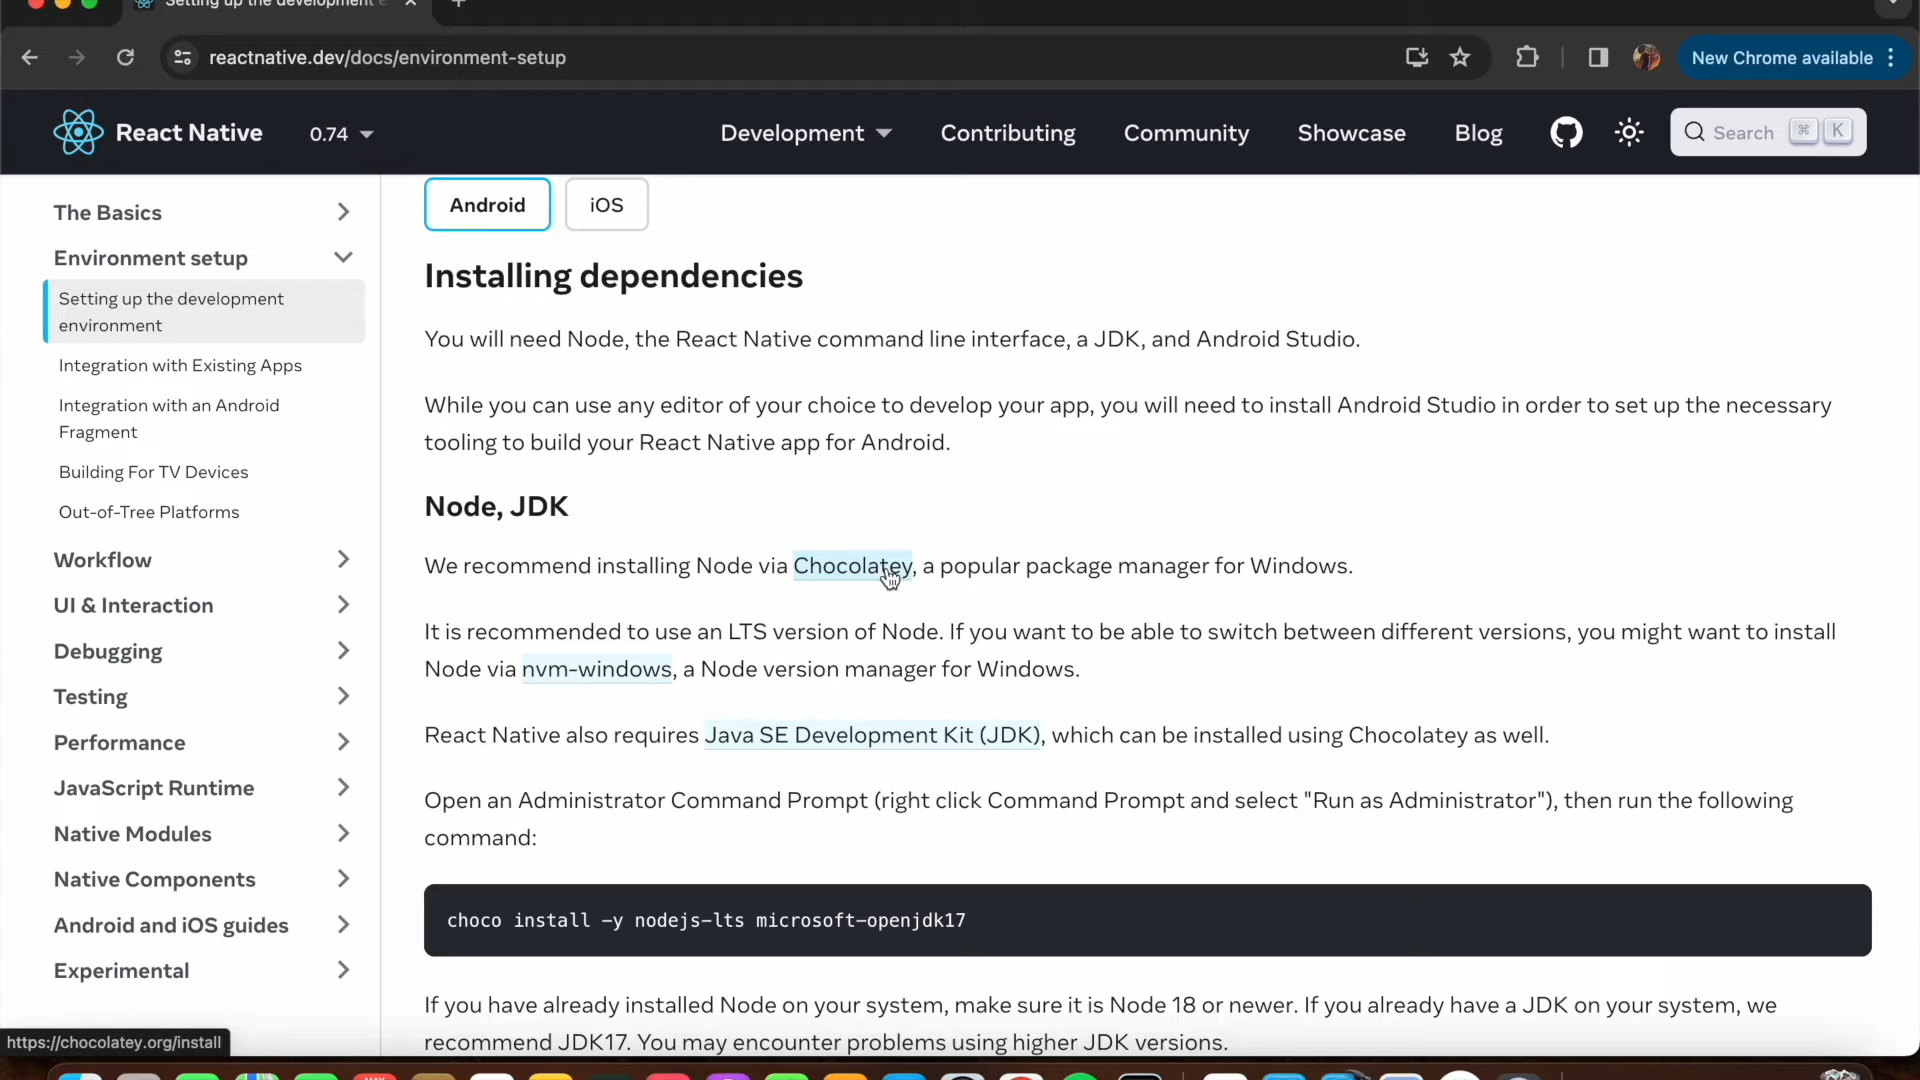 Setting up the development e
reactnative.dev/docs/environment-setup
New Chrome available
React Native
0.74
Development
Contributing
Community
Showcase
Blog
Search
⌘
K
The Basics
Environment setup
Setting up the development
environment
Integration with Existing Apps
Integration with an Android
Fragment
Building For TV Devices
Out-of-Tree Platforms
Workflow
UI & Interaction
Debugging
Testing
Performance
JavaScript Runtime
Native Modules
Native Components
Android and iOS guides
Experimental
Android
iOS
Installing dependencies
You will need Node, the React Native command line interface, a JDK, and Android Studio.
While you can use any editor of your choice to develop your app, you will need to install Android Studio in order to set up the necessary
tooling to build your React Native app for Android.
Node, JDK
We recommend installing Node via Chocolatey, a popular package manager for Windows.
It is recommended to use an LTS version of Node. If you want to be able to switch between different versions, you might want to install
Node via nvm-windows, a Node version manager for Windows.
React Native also requires Java SE Development Kit (JDK), which can be installed using Chocolatey as well.
Open an Administrator Command Prompt (right click Command Prompt and select "Run as Administrator"), then run the following
command:
choco install -y nodejs-lts microsoft-openjdk17
If you have already installed Node on your system, make sure it is Node 18 or newer. If you already have a JDK on your system, we
recommend JDK17. You may encounter problems using higher JDK versions.
https://chocolatey.org/install